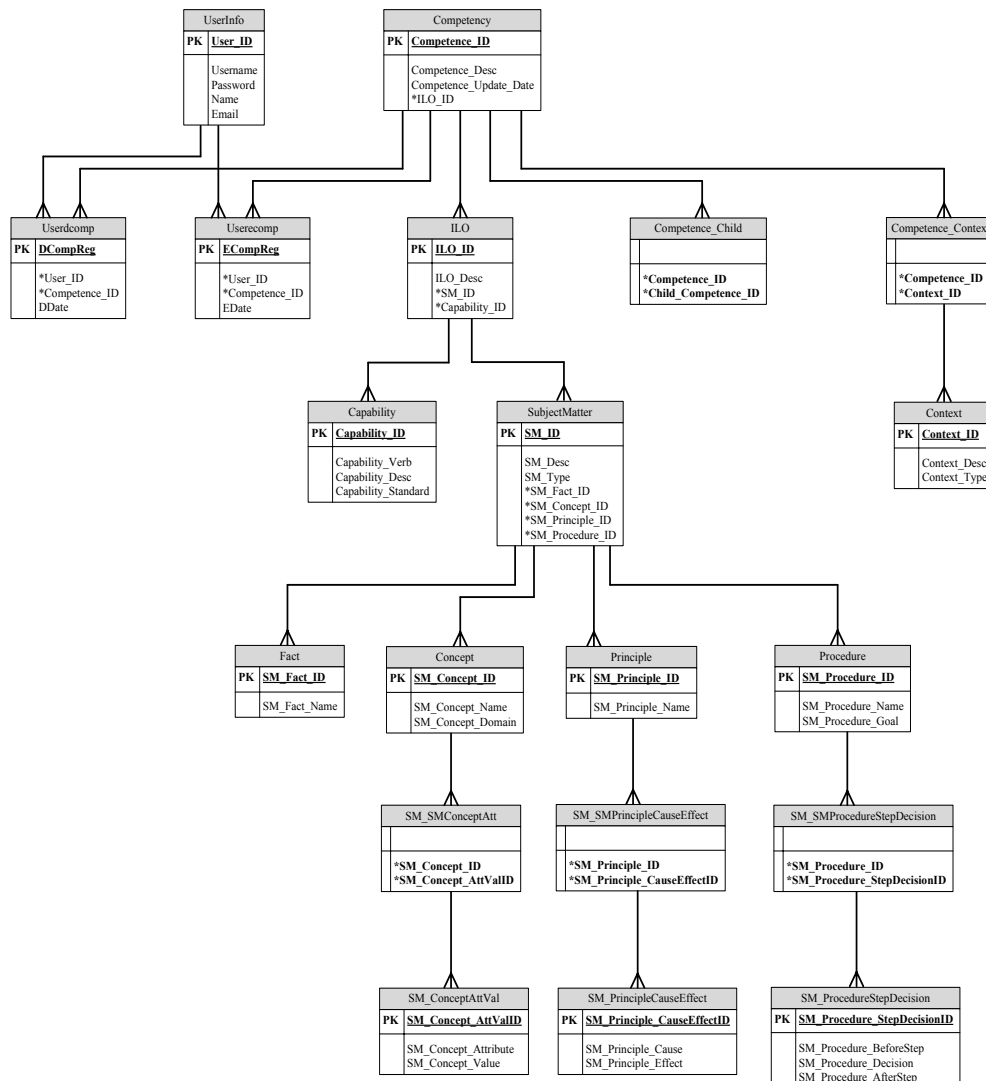 UserInfo
PK User_ID
Username
Password
Name
Email
Competency
PK Competence_ID
Competence_Desc
Competence_Update_Date
*ILO_ID
Userdcomp
PK DCompReg
*User_ID
*Competence_ID
DDate
Userecomp
PK ECompReg
*User_ID
*Competence_ID
EDate
ILO
PK ILO_ID
ILO_Desc
*SM_ID
*Capability_ID
Competence_Child
*Competence_ID
*Child_Competence_ID
Competence_Context
*Competence_ID
*Context_ID
Capability
PK Capability_ID
Capability_Verb
Capability_Desc
Capability_Standard
SubjectMatter
PK SM_ID
SM_Desc
SM_Type
*SM_Fact_ID
*SM_Concept_ID
*SM_Principle_ID
*SM_Procedure_ID
Context
PK Context_ID
Context_Desc
Context_Type
Fact
PK SM_Fact_ID
SM_Fact_Name
Concept
PK SM_Concept_ID
SM_Concept_Name
SM_Concept_Domain
Principle
PK SM_Principle_ID
SM_Principle_Name
Procedure
PK SM_Procedure_ID
SM_Procedure_Name
SM_Procedure_Goal
SM_SMConceptAtt
*SM_Concept_ID
*SM_Concept_AttValID
SM_SMPrincipleCauseEffect
*SM_Principle_ID
*SM_Principle_CauseEffectID
SM_SMProcedureStepDecision
*SM_Procedure_ID
*SM_Procedure_StepDecisionID
SM_ConceptAttVal
PK SM_Concept_AttValID
SM_Concept_Attribute
SM_Concept_Value
SM_PrincipleCauseEffect
PK SM_Principle_CauseEffectID
SM_Principle_Cause
SM_Principle_Effect
SM_ProcedureStepDecision
PK SM_Procedure_StepDecisionID
SM_Procedure_BeforeStep
SM_Procedure_Decision
SM_Procedure_AfterStep